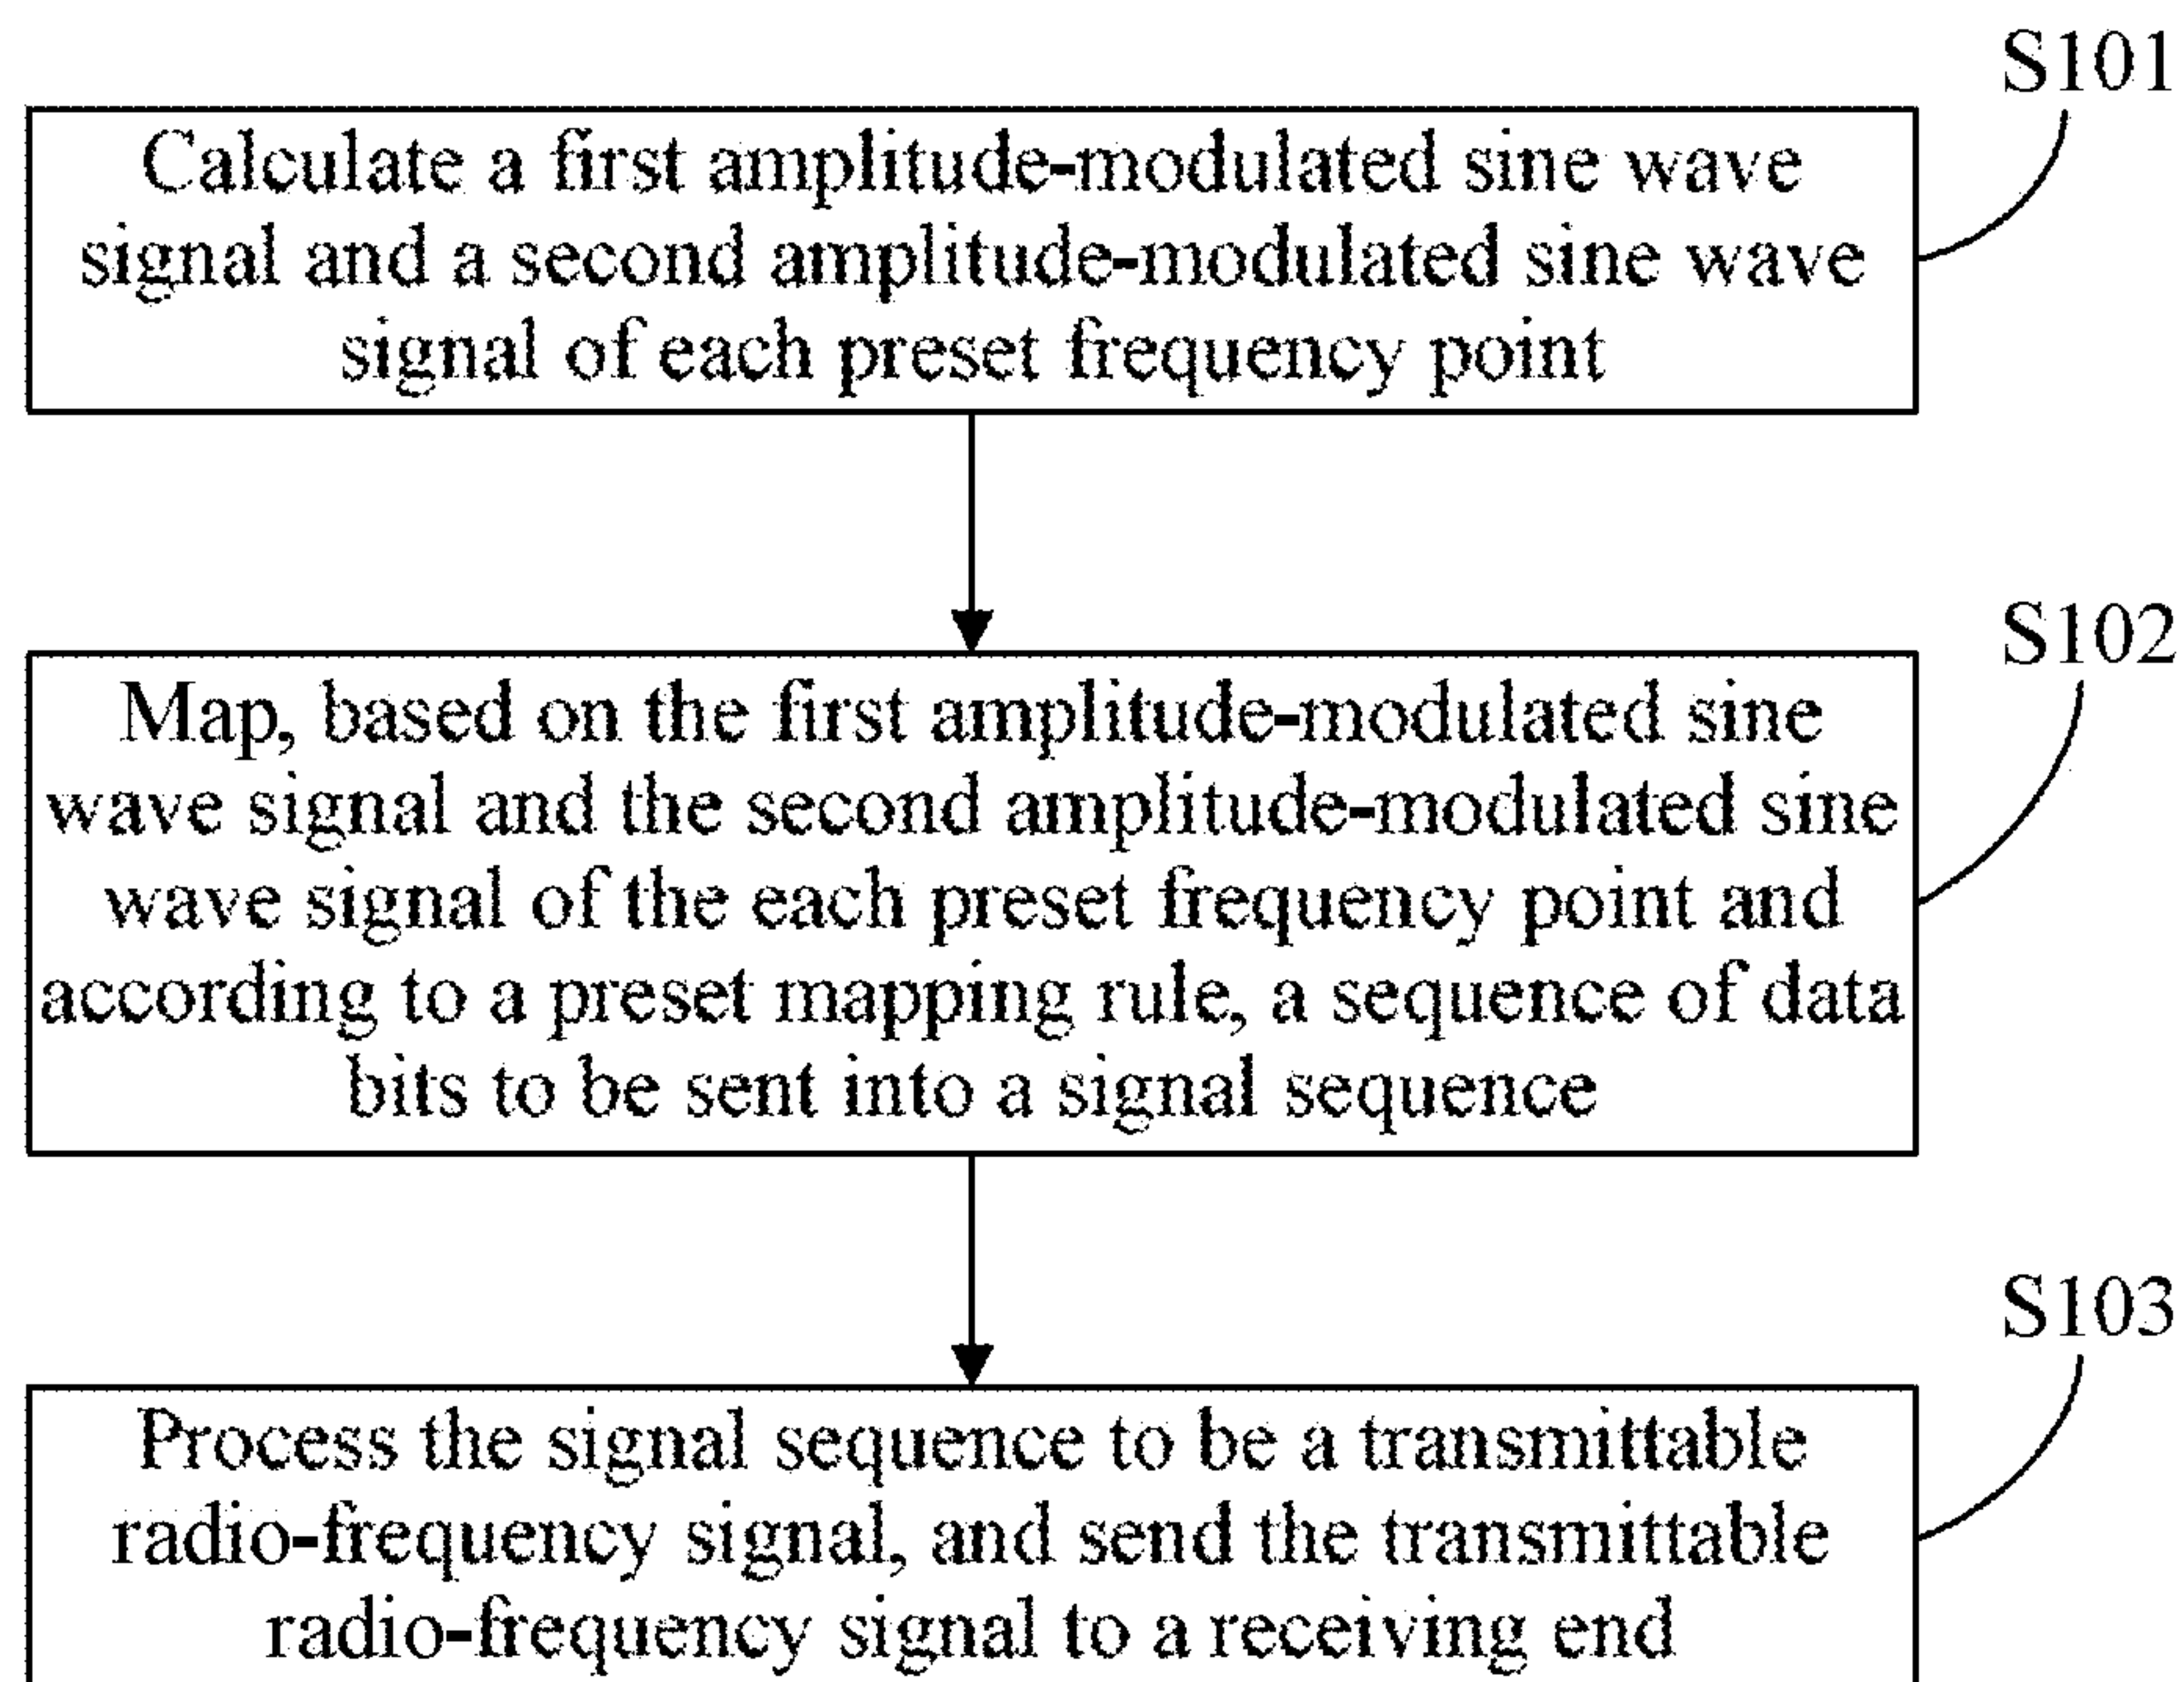 S101
Calculate a first amplitude-modulated sine wave
signal and a second amplitude-modulated sine wave
signal of each preset frequency point
S102
Map, based on the first amplitude-modulated sine
wave signal and the second amplitude-modulated sine
wave signal of the each preset frequency point and
according to a preset mapping rule, a sequence of data
bits to be sent into a signal sequence
S103
Process the signal sequence to be a transmittable
radio-frequency signal, and send the transmittable
radio-frequency signal to a receiving end